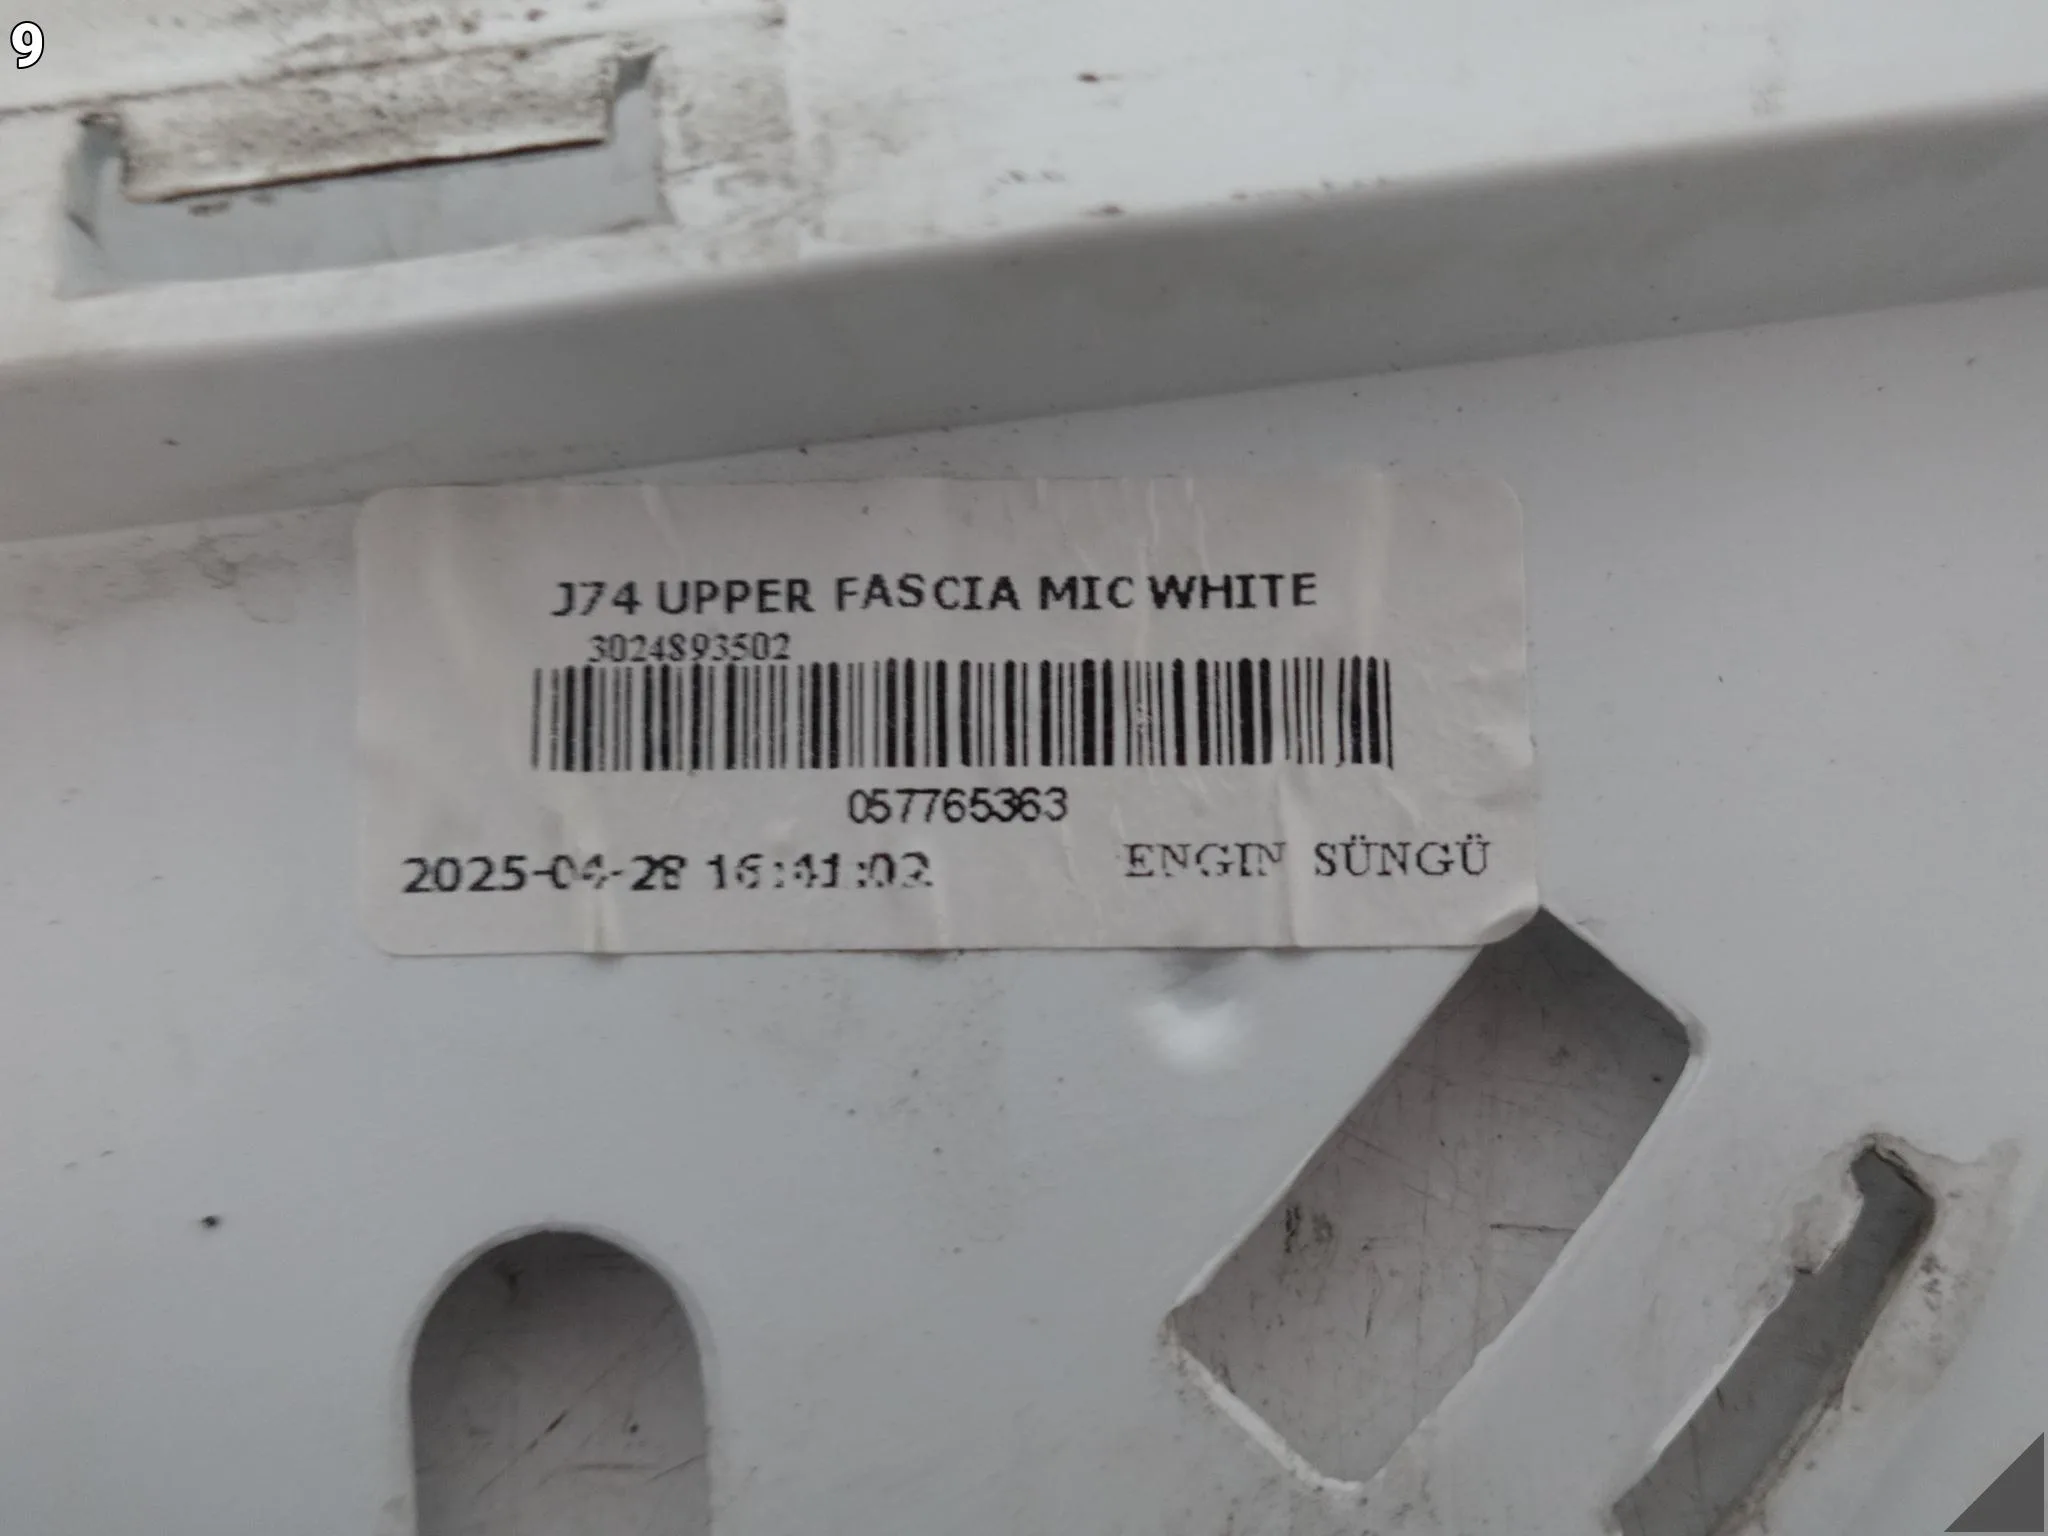 9
J74 UPPER FASCIA MIC WHITE
3024893502
057765363
2025-04-28 16:41:02 ENGIN SÜNGÜ